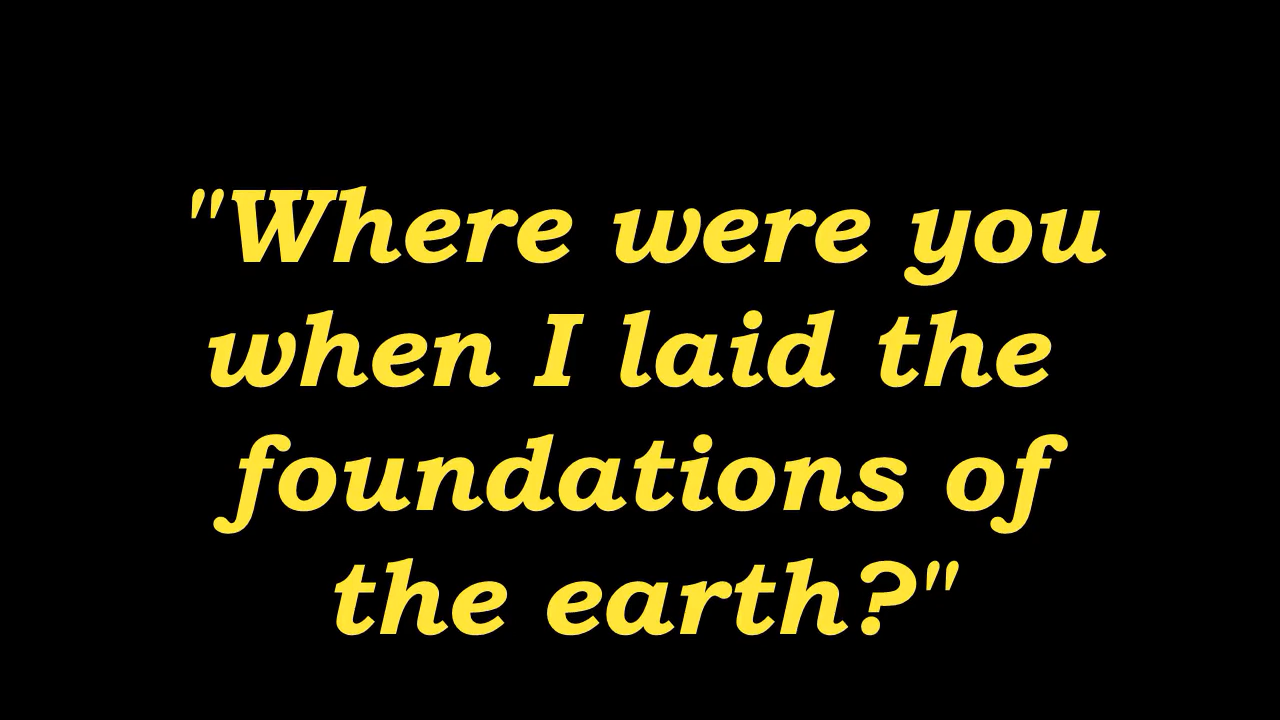 "Where were you
when I laid the
foundations of
the earth?"